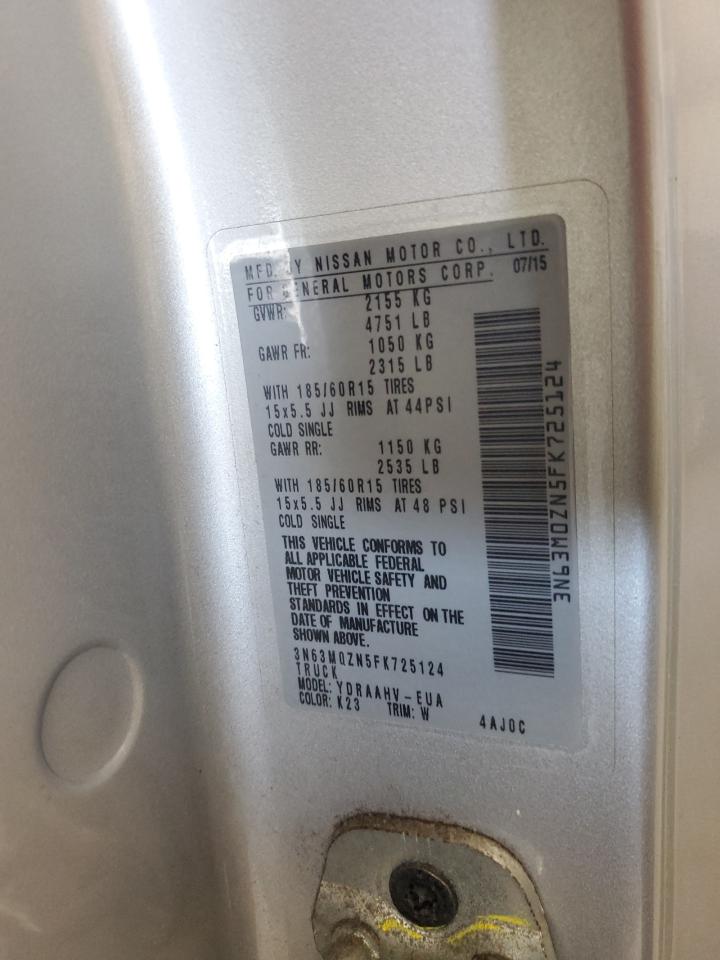 MFD. BY NISSAN MOTOR CO., LTD.
FOR GENERAL MOTORS CORP. 07/15
GVWR: 2155 KG
4751 LB
GAWR FR: 1050 KG
2315 LB
WITH 185/60R15 TIRES
15x5.5 JJ RIMS AT 44PSI
COLD SINGLE
GAWR RR: 1150 KG
2535 LB
WITH 185/60R15 TIRES
15x5.5 JJ RIMS AT 48 PSI
COLD SINGLE
THIS VEHICLE CONFORMS TO
ALL APPLICABLE FEDERAL
MOTOR VEHICLE SAFETY AND
THEFT PREVENTION
STANDARDS IN EFFECT ON THE
DATE OF MANUFACTURE
SHOWN ABOVE.
3N63M0ZN5FK725124
TRUCK
MODEL: YDRAAHV-EUA
COLOR: K23 TRIM: W 4AJ0C
3N63M0ZN5FK725124